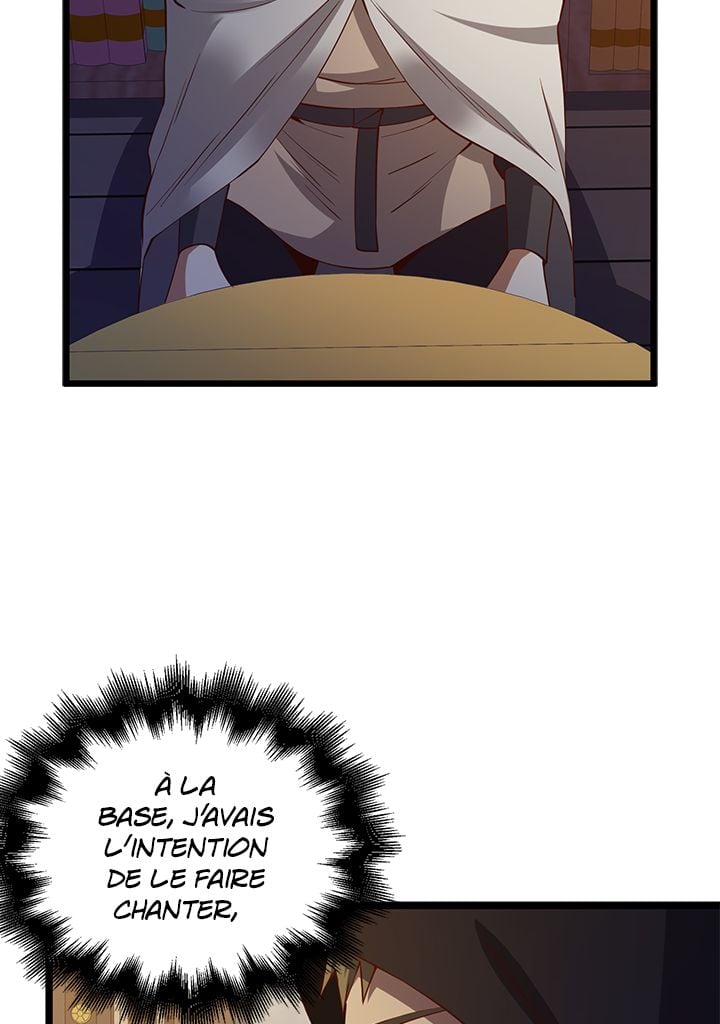 À LA
BASE, J'AVAIS
L'INTENTION
DE LE FAIRE
CHANTER,